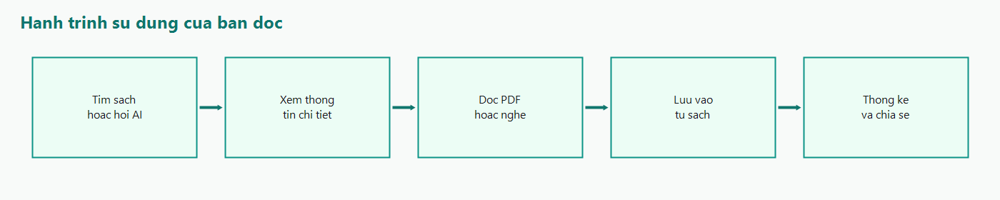 Hanh trinh su dung cua ban doc
Tim sach
hoac hoi AI
Xem thong
tin chi tiet
Doc PDF
hoac nghe
Luu vao
tu sach
Thong ke
va chia se